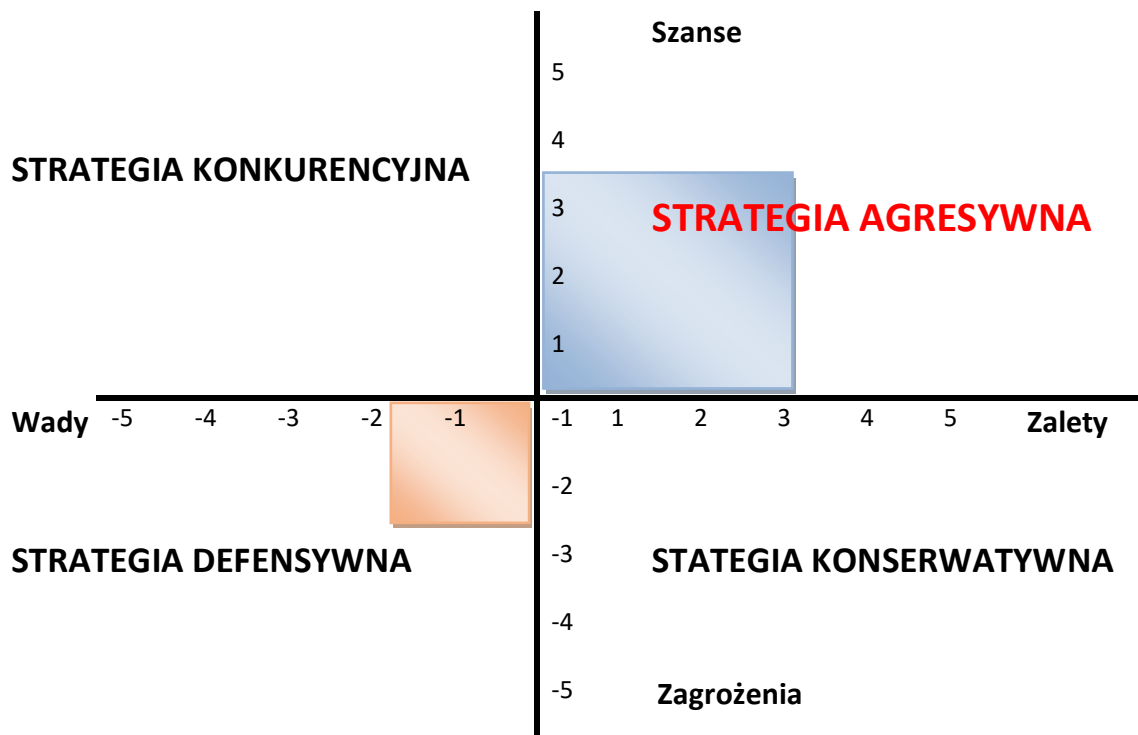 Szanse
5
4
STRATEGIA KONKURENCYJNA
3
STRATEGIA AGRESYWNA
2
1
Wady -5 -4 -3 -2 -1 -1 1 2 3 4 5 Zalety
-2
STRATEGIA DEFENSYWNA -3 STATEGIA KONSERWATYWNA
-4
-5 Zagrożenia